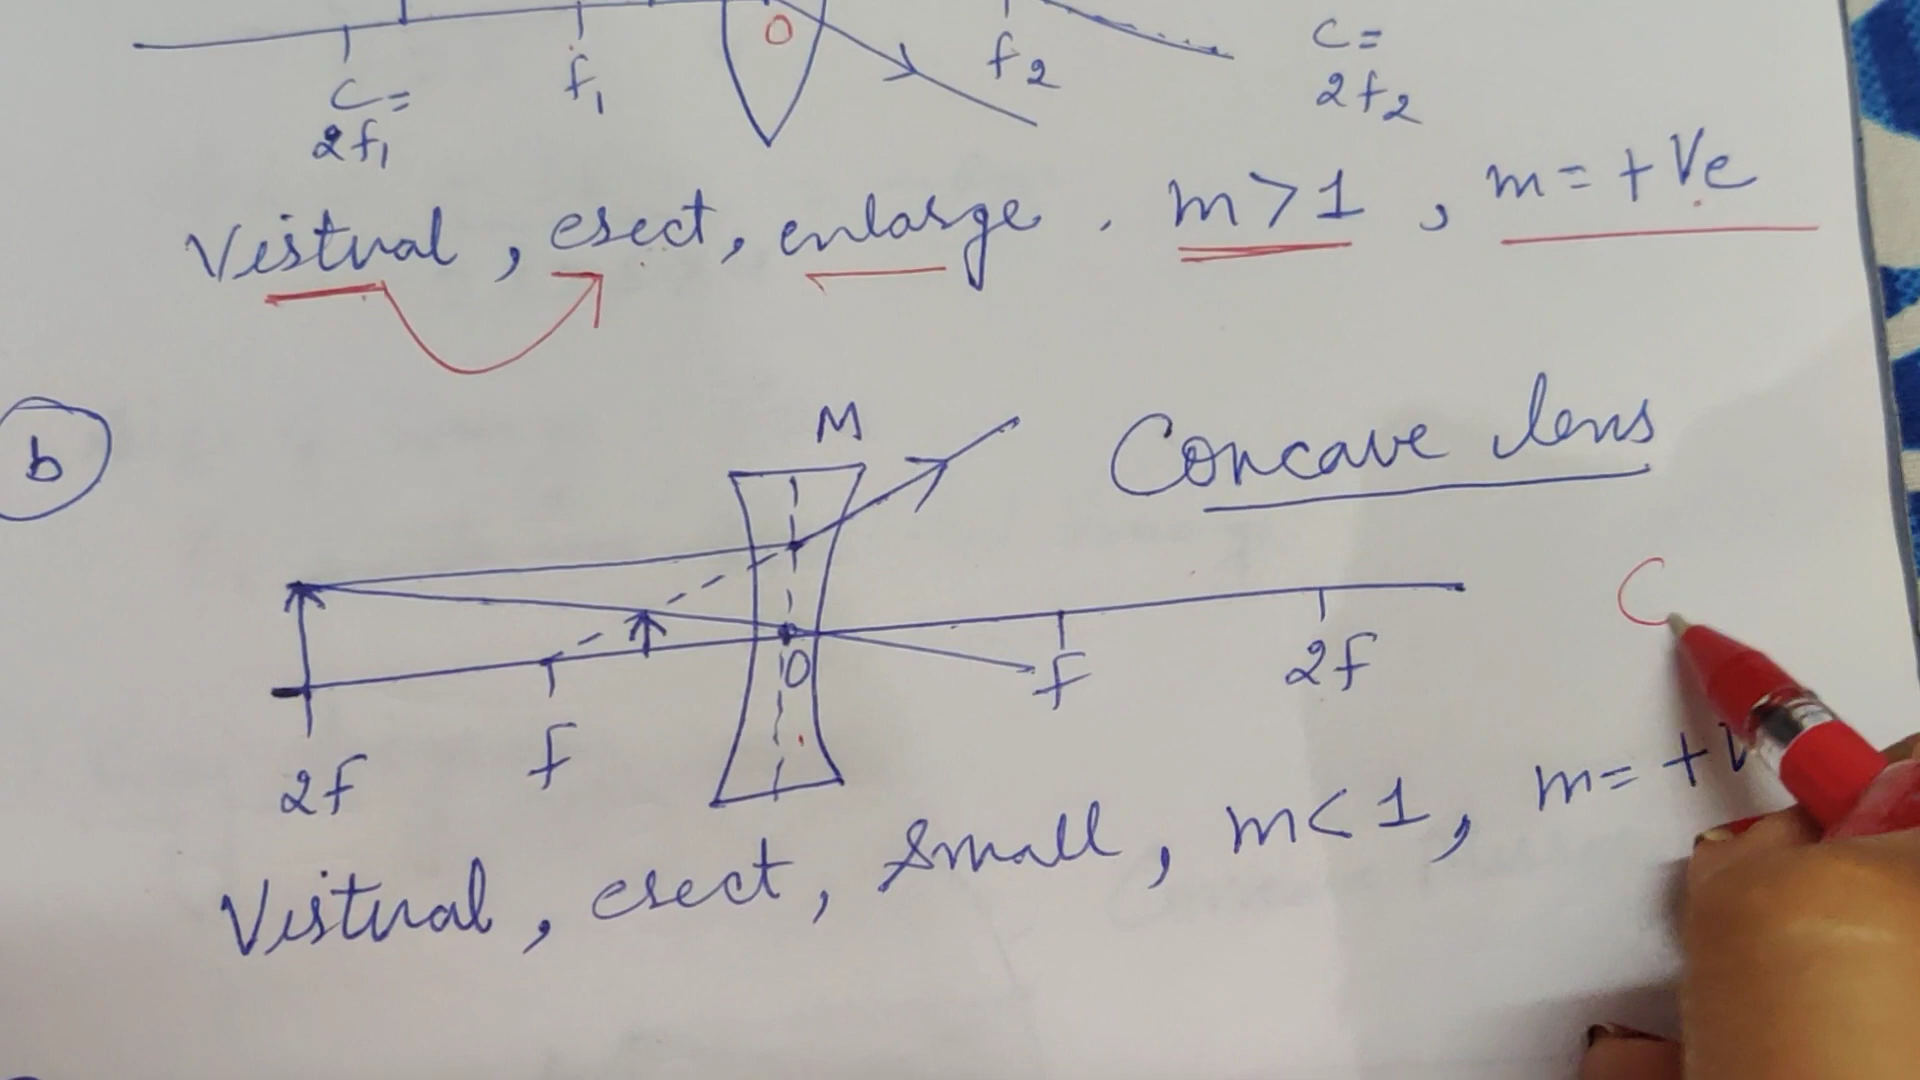 O
C=
2f1
f1
f2
C=
2f2
Vistual, esect, enlasge. m>1, m=+Ve
b
M
Concave lens
2f
f
O
f
2f
C
Vistual, esect, small, m<1, m=+V